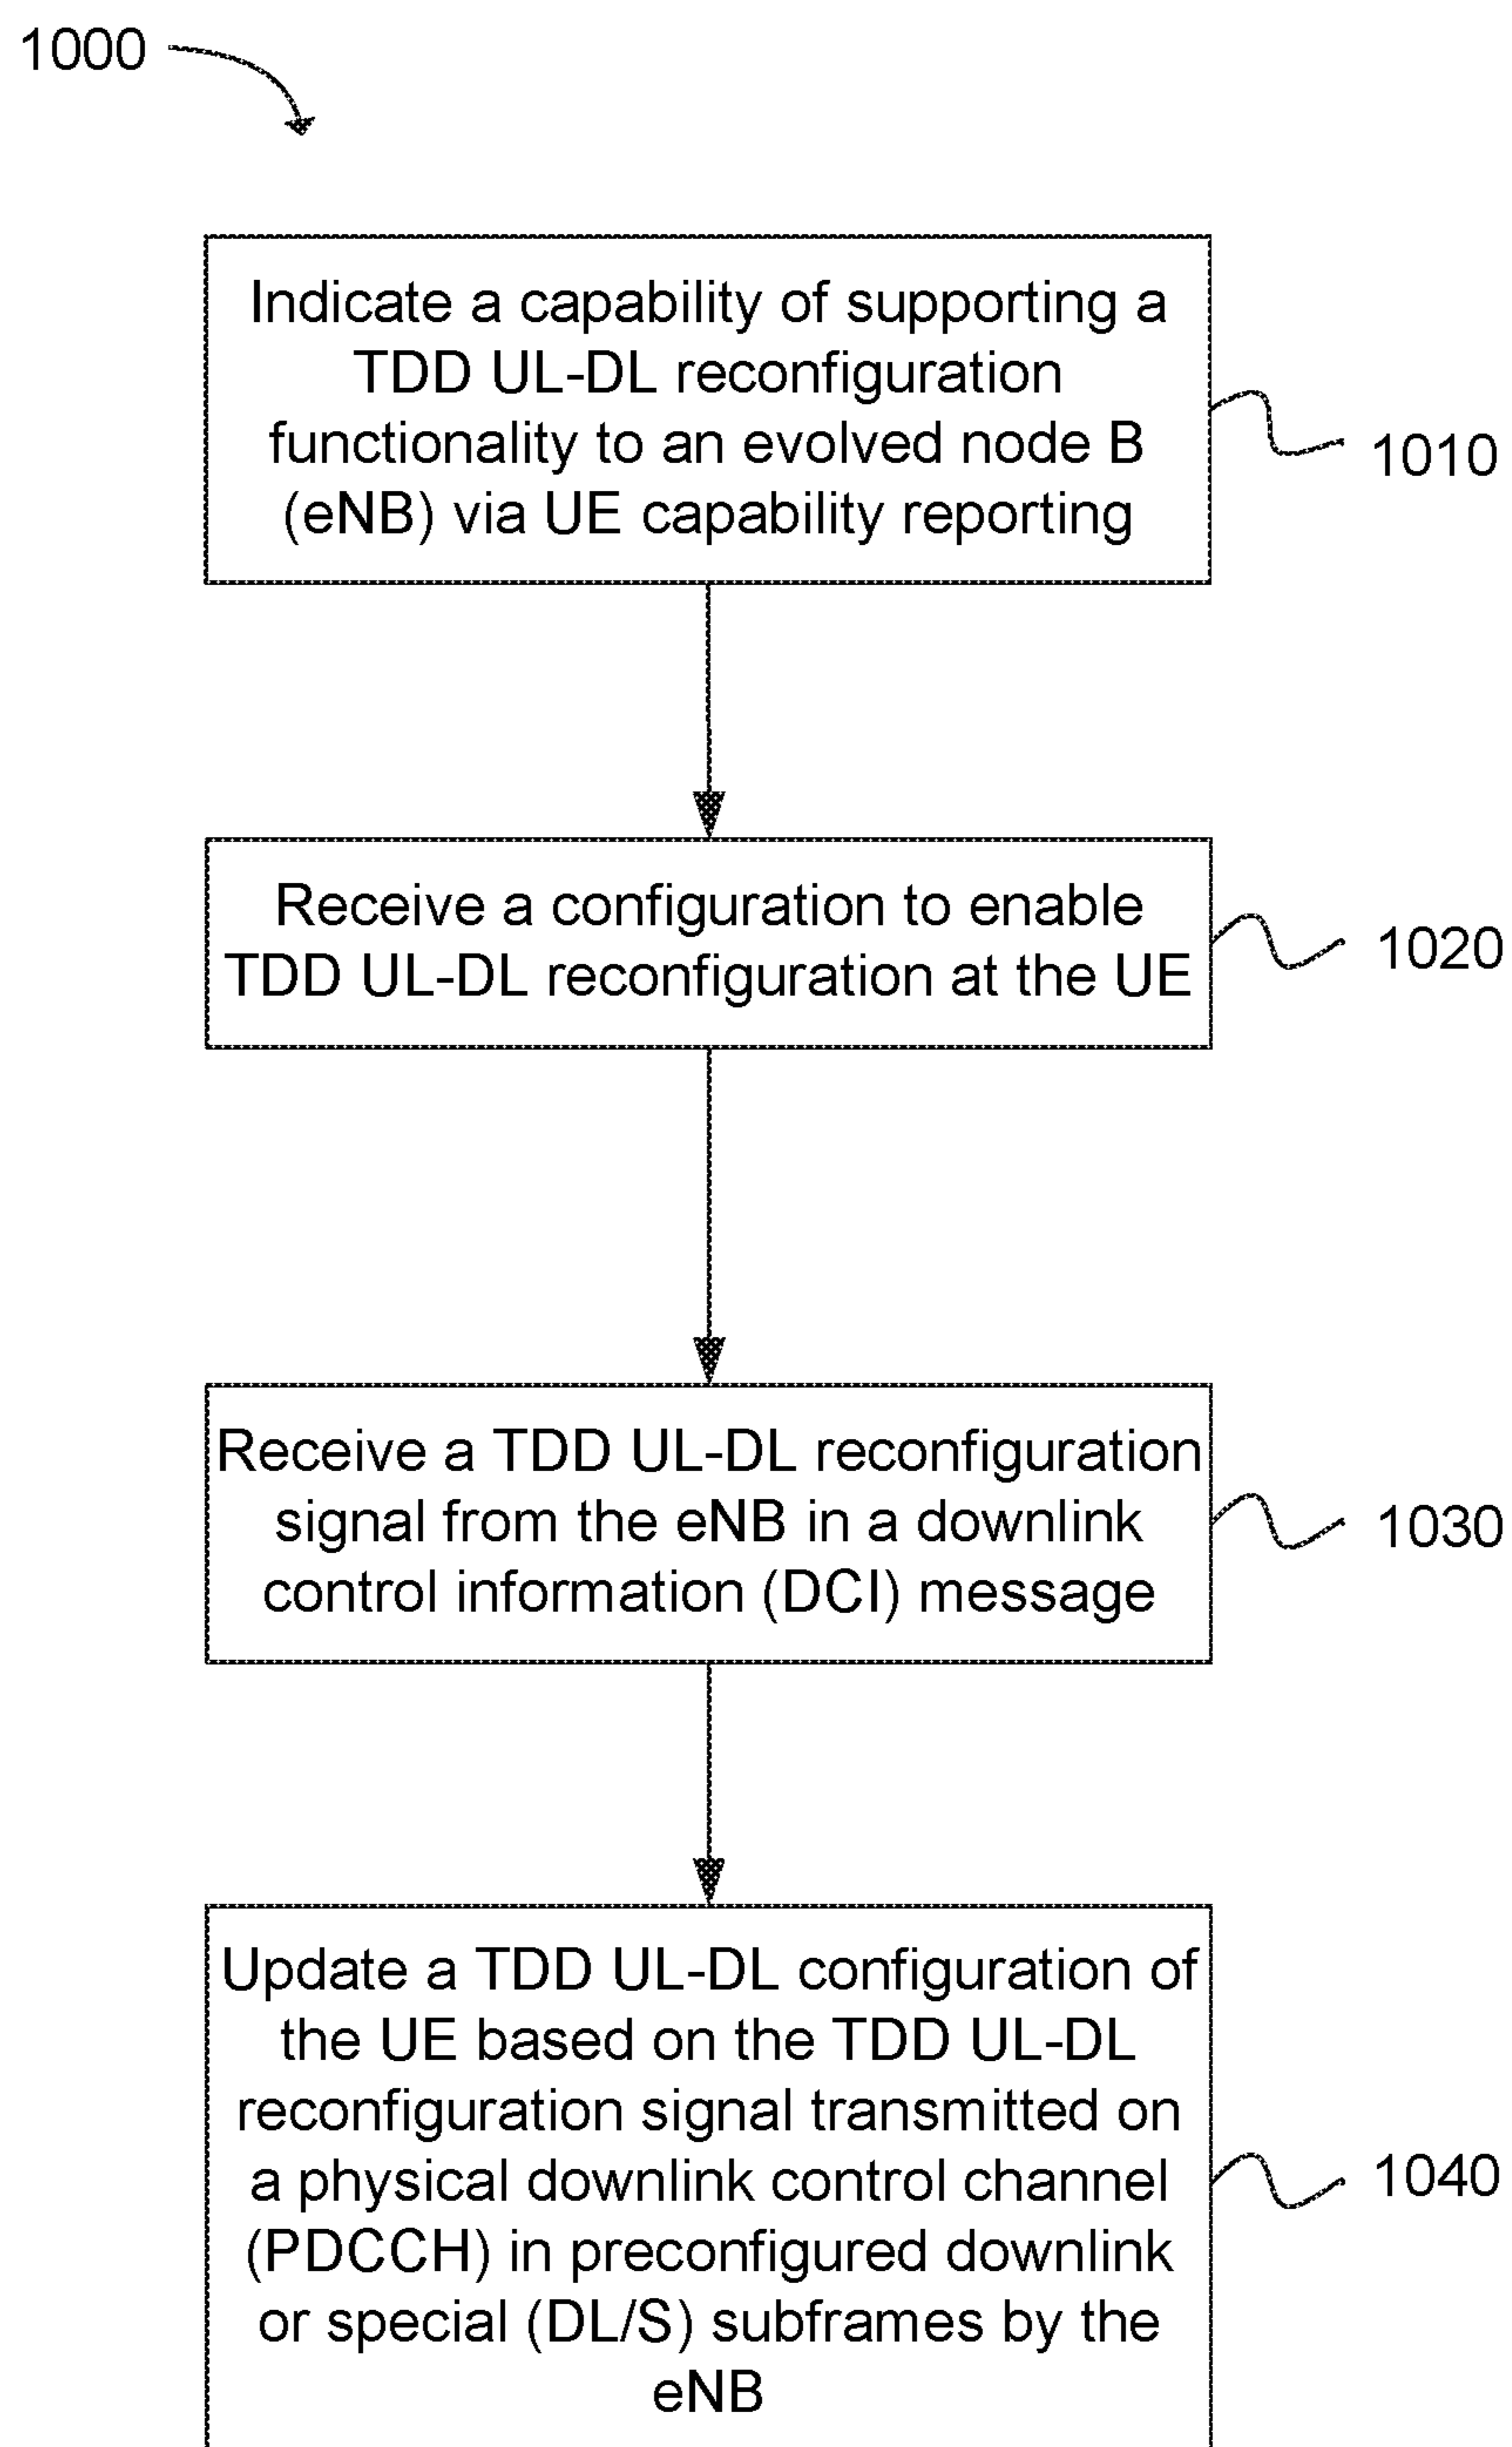 1000
Indicate a capability of supporting a
TDD UL-DL reconfiguration
functionality to an evolved node B
(eNB) via UE capability reporting
1010
Receive a configuration to enable
TDD UL-DL reconfiguration at the UE
1020
Receive a TDD UL-DL reconfiguration
signal from the eNB in a downlink
control information (DCI) message
1030
Update a TDD UL-DL configuration of
the UE based on the TDD UL-DL
reconfiguration signal transmitted on
a physical downlink control channel
(PDCCH) in preconfigured downlink
or special (DL/S) subframes by the
eNB
1040